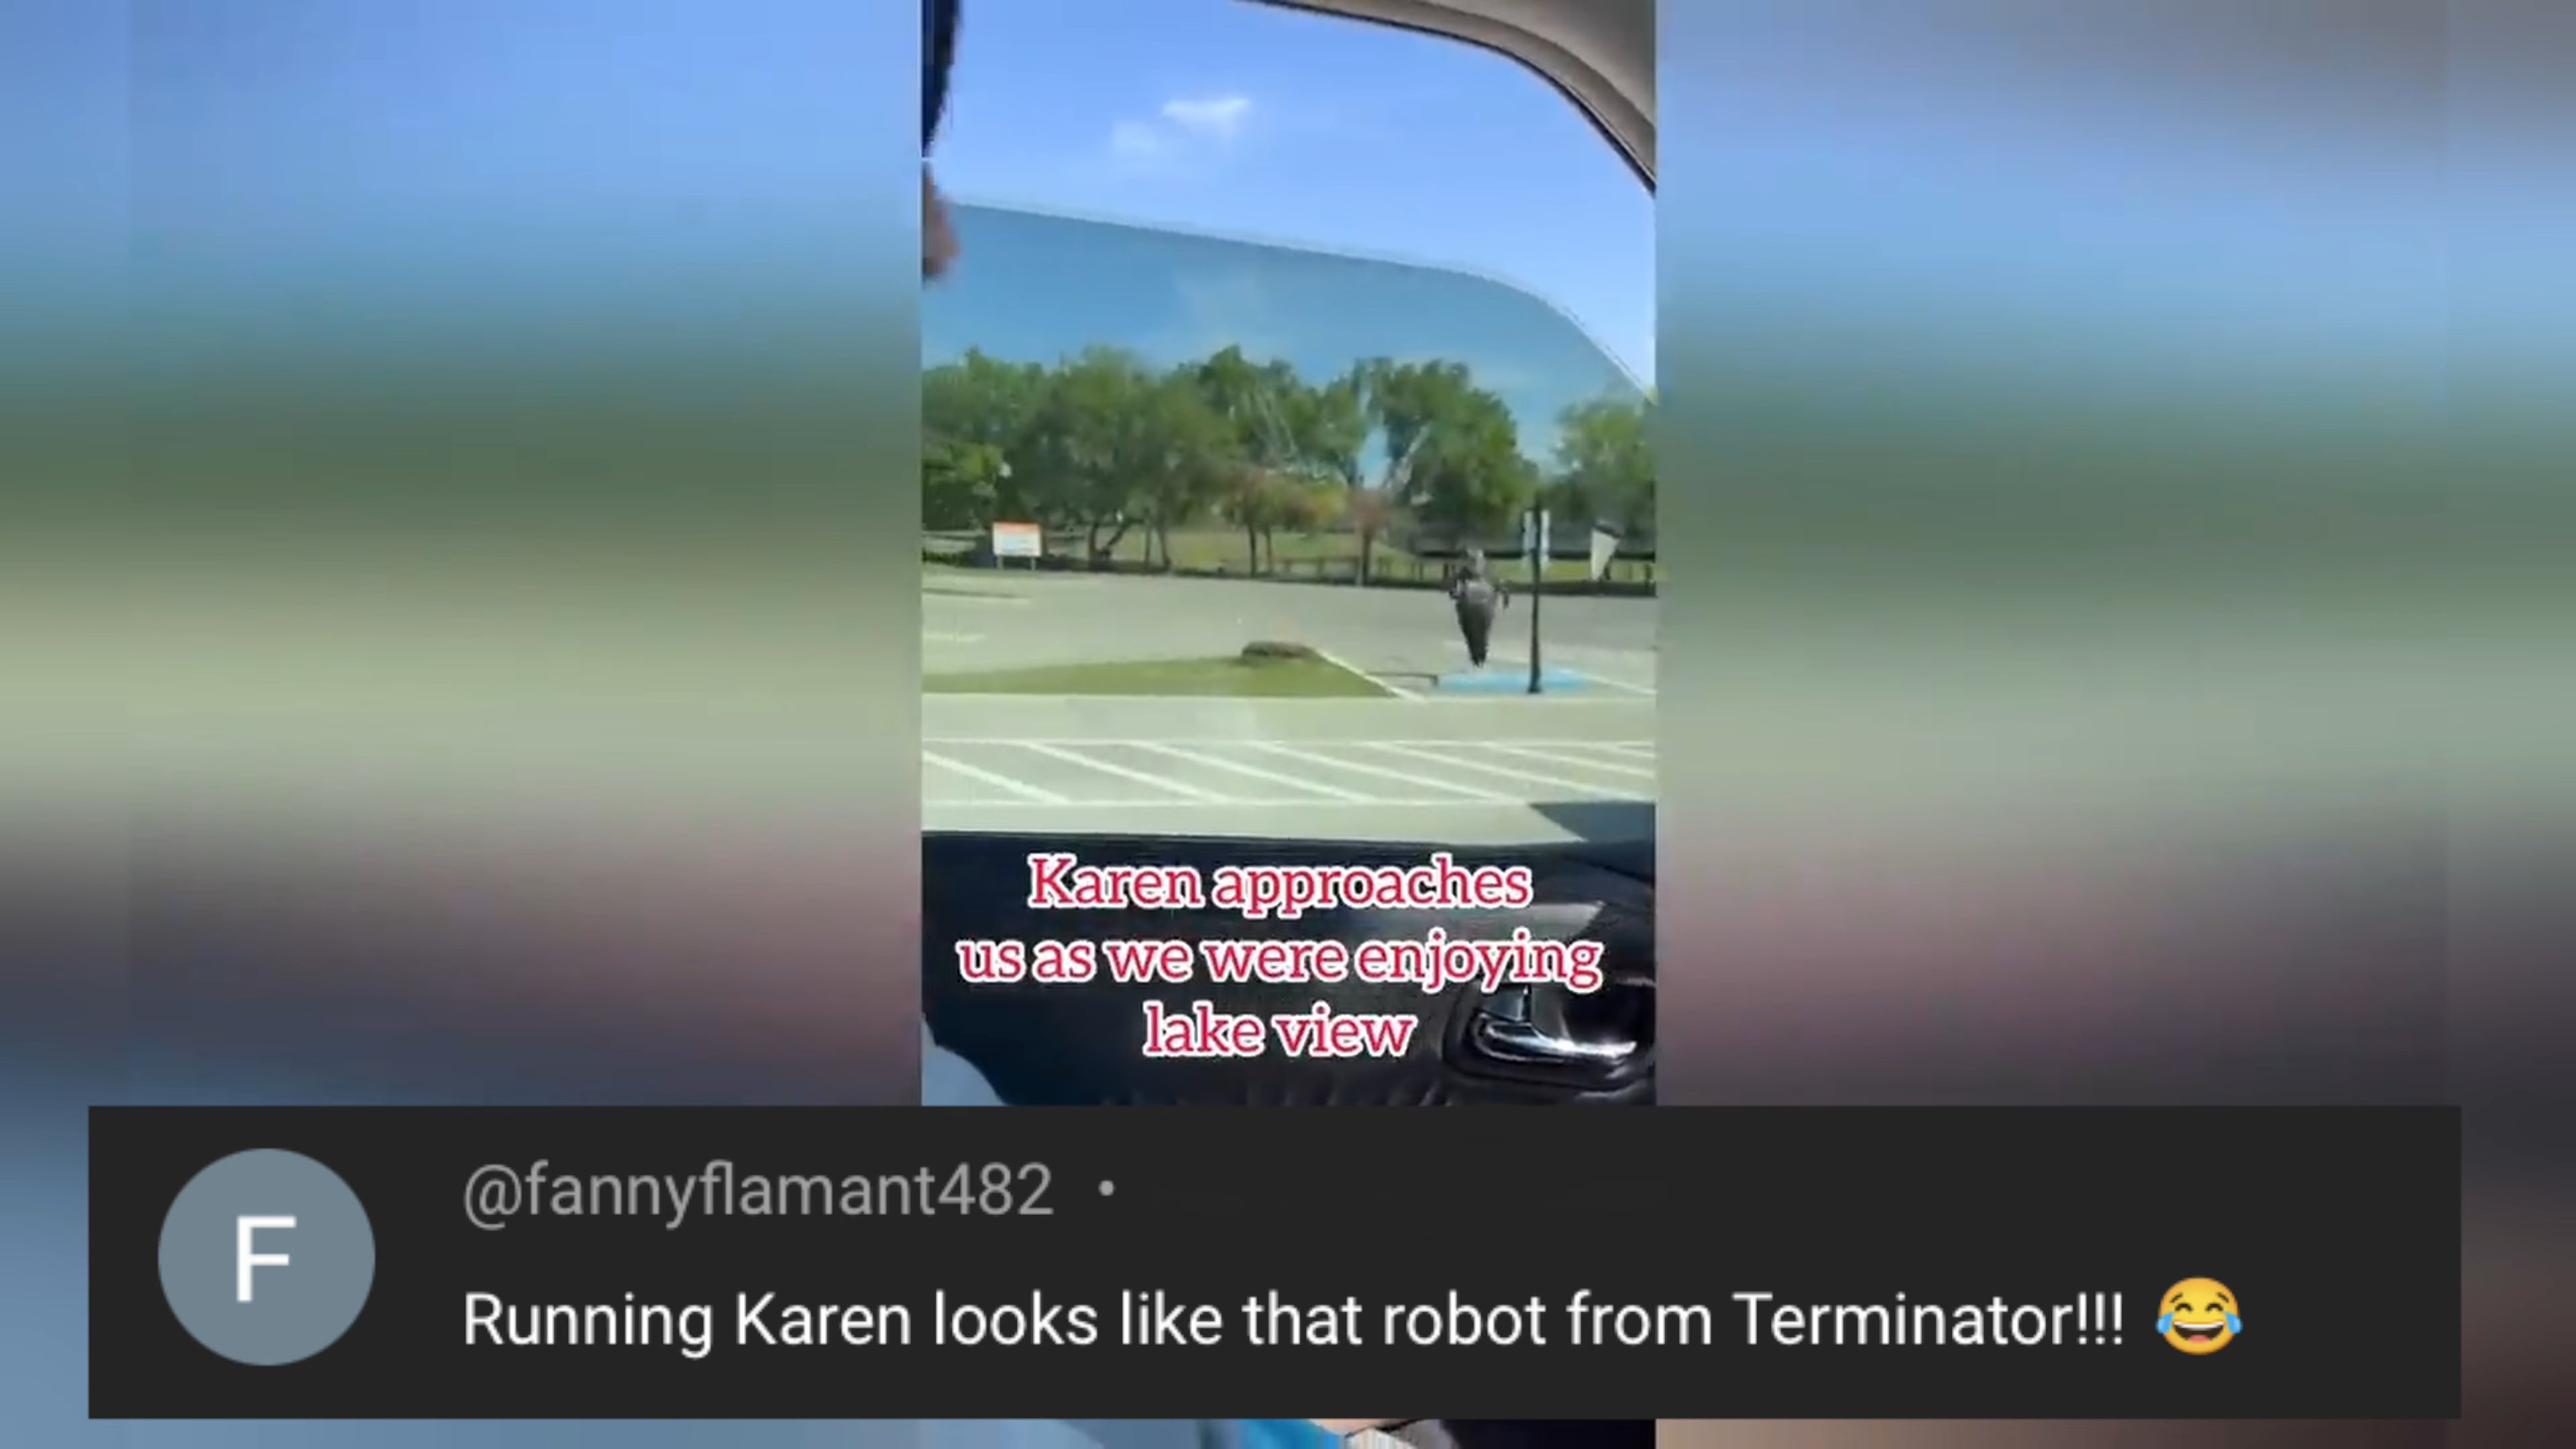 Karen approaches
us as we were enjoying
lake view
F
@fannyflamant482 •
Running Karen looks like that robot from Terminator!!! 😂